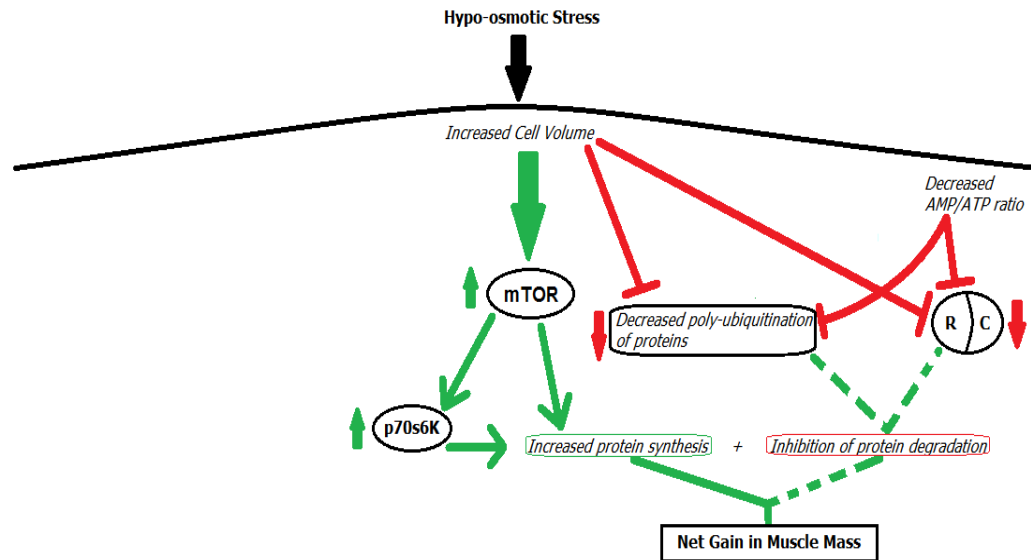 Hypo-osmotic Stress
Increased Cell Volume
Decreased
AMP/ATP ratio
mTOR
Decreased poly-ubiquitination
of proteins
R C
p70s6K
Increased protein synthesis + Inhibition of protein degradation
Net Gain in Muscle Mass